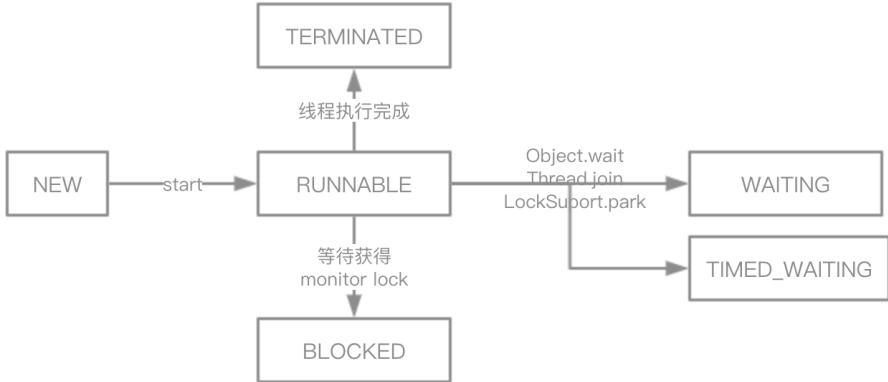 TERMINATED
线程执行完成
NEW
start
RUNNABLE
Object.wait
Thread.join
LockSuport.park
WAITING
等待获得
monitor lock
TIMED_WAITING
BLOCKED